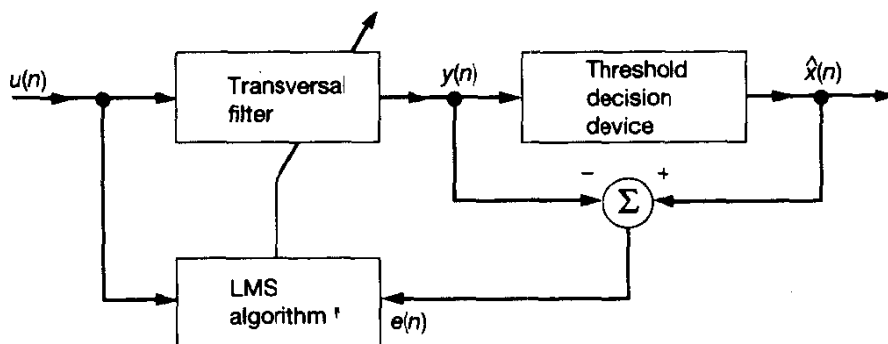 u(n)
Transversal
filter
y(n)
Threshold
decision
device
x̂(n)
−
+
Σ
LMS
algorithm
e(n)